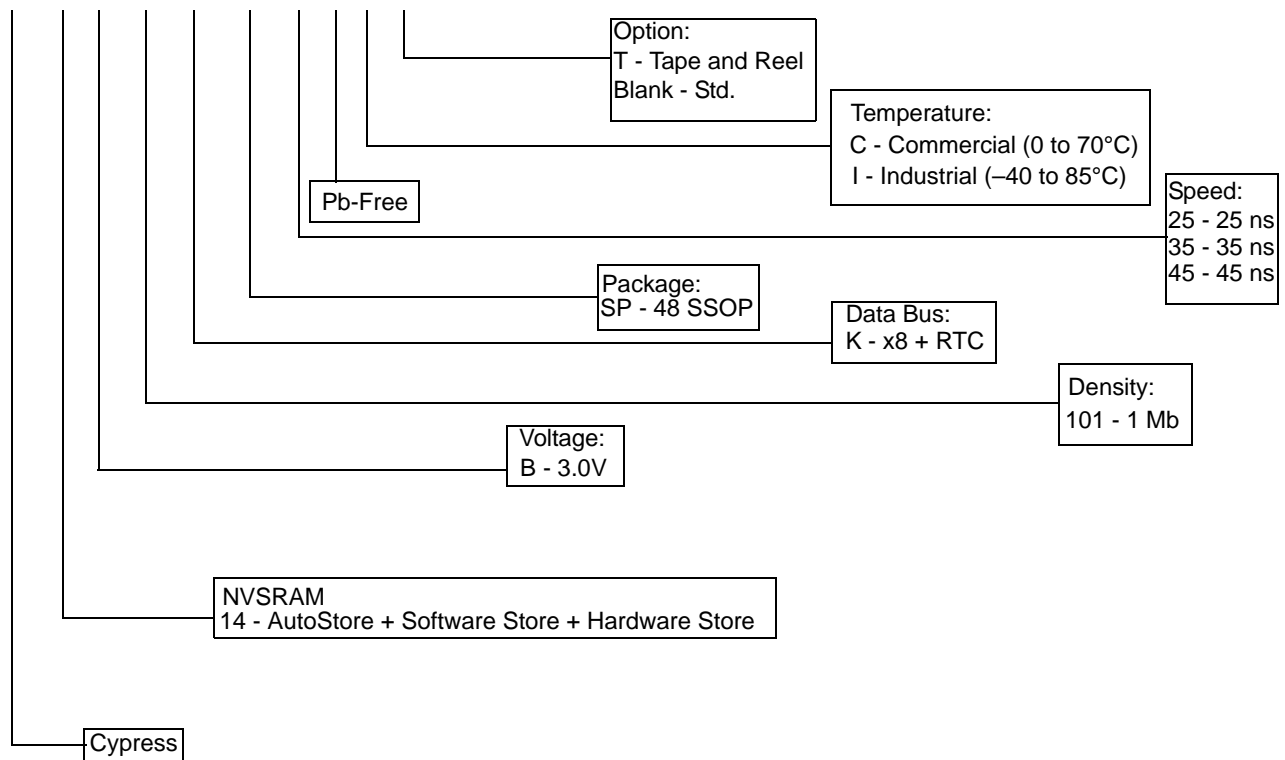 Option:
T - Tape and Reel
Blank - Std.
Temperature:
C - Commercial (0 to 70°C)
I - Industrial (–40 to 85°C)
Pb-Free
Speed:
25 - 25 ns
35 - 35 ns
45 - 45 ns
Package:
SP - 48 SSOP
Data Bus:
K - x8 + RTC
Density:
101 - 1 Mb
Voltage:
B - 3.0V
NVSRAM
14 - AutoStore + Software Store + Hardware Store
Cypress